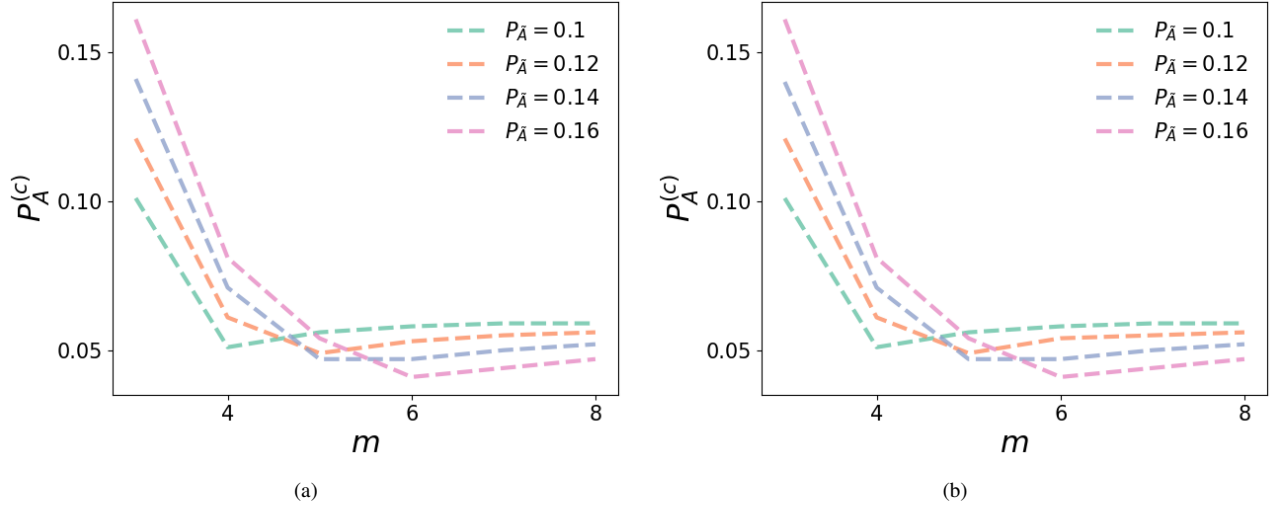 0.15
0.10
0.05
P_A^{(c)}
P_Ã = 0.1
P_Ã = 0.12
P_Ã = 0.14
P_Ã = 0.16
4 6 8
m
(a)
0.15
0.10
0.05
P_A^{(c)}
P_Ã = 0.1
P_Ã = 0.12
P_Ã = 0.14
P_Ã = 0.16
4 6 8
m
(b)